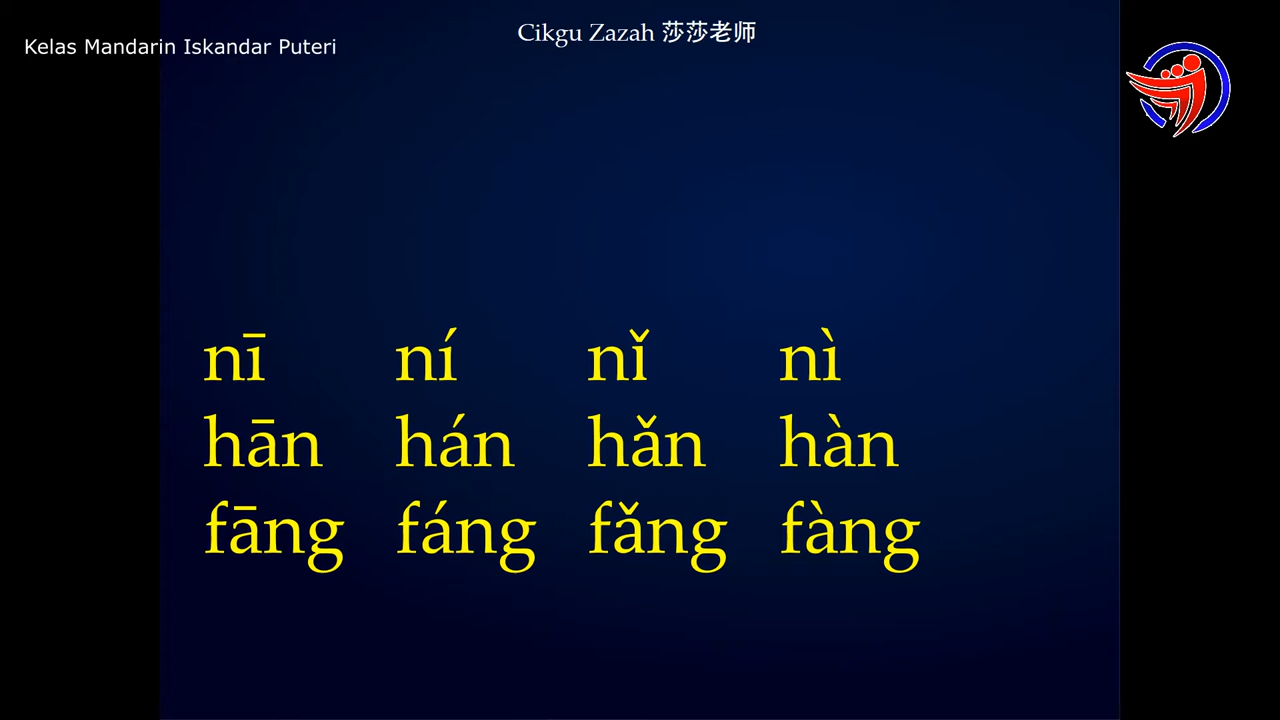 Cikgu Zazah 莎莎老师
Kelas Mandarin Iskandar Puteri
nī ní nǐ nì
hān hán hǎn hàn
fāng fáng fǎng fàng